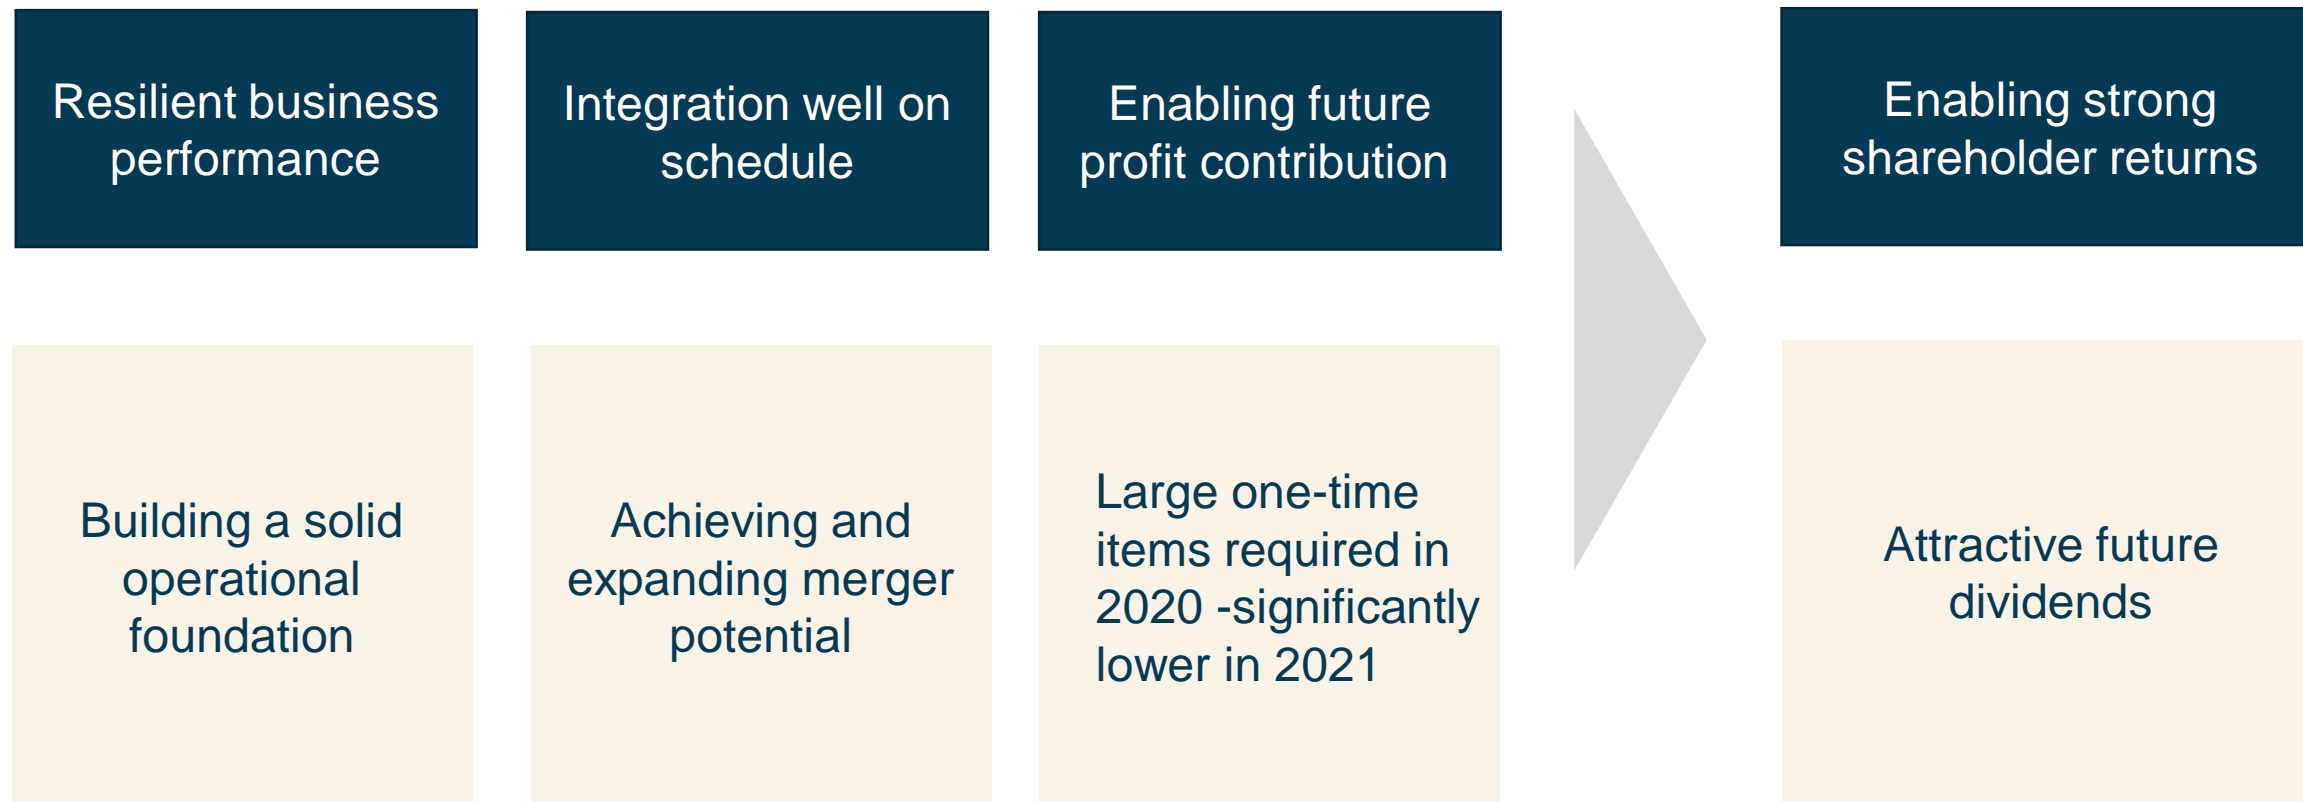 Resilient business
performance
Integration well on
schedule
Enabling future
profit contribution
Enabling strong
shareholder returns
Building a solid
operational
foundation
Achieving and
expanding merger
potential
Large one-time
items required in
2020 -significantly
lower in 2021
Attractive future
dividends